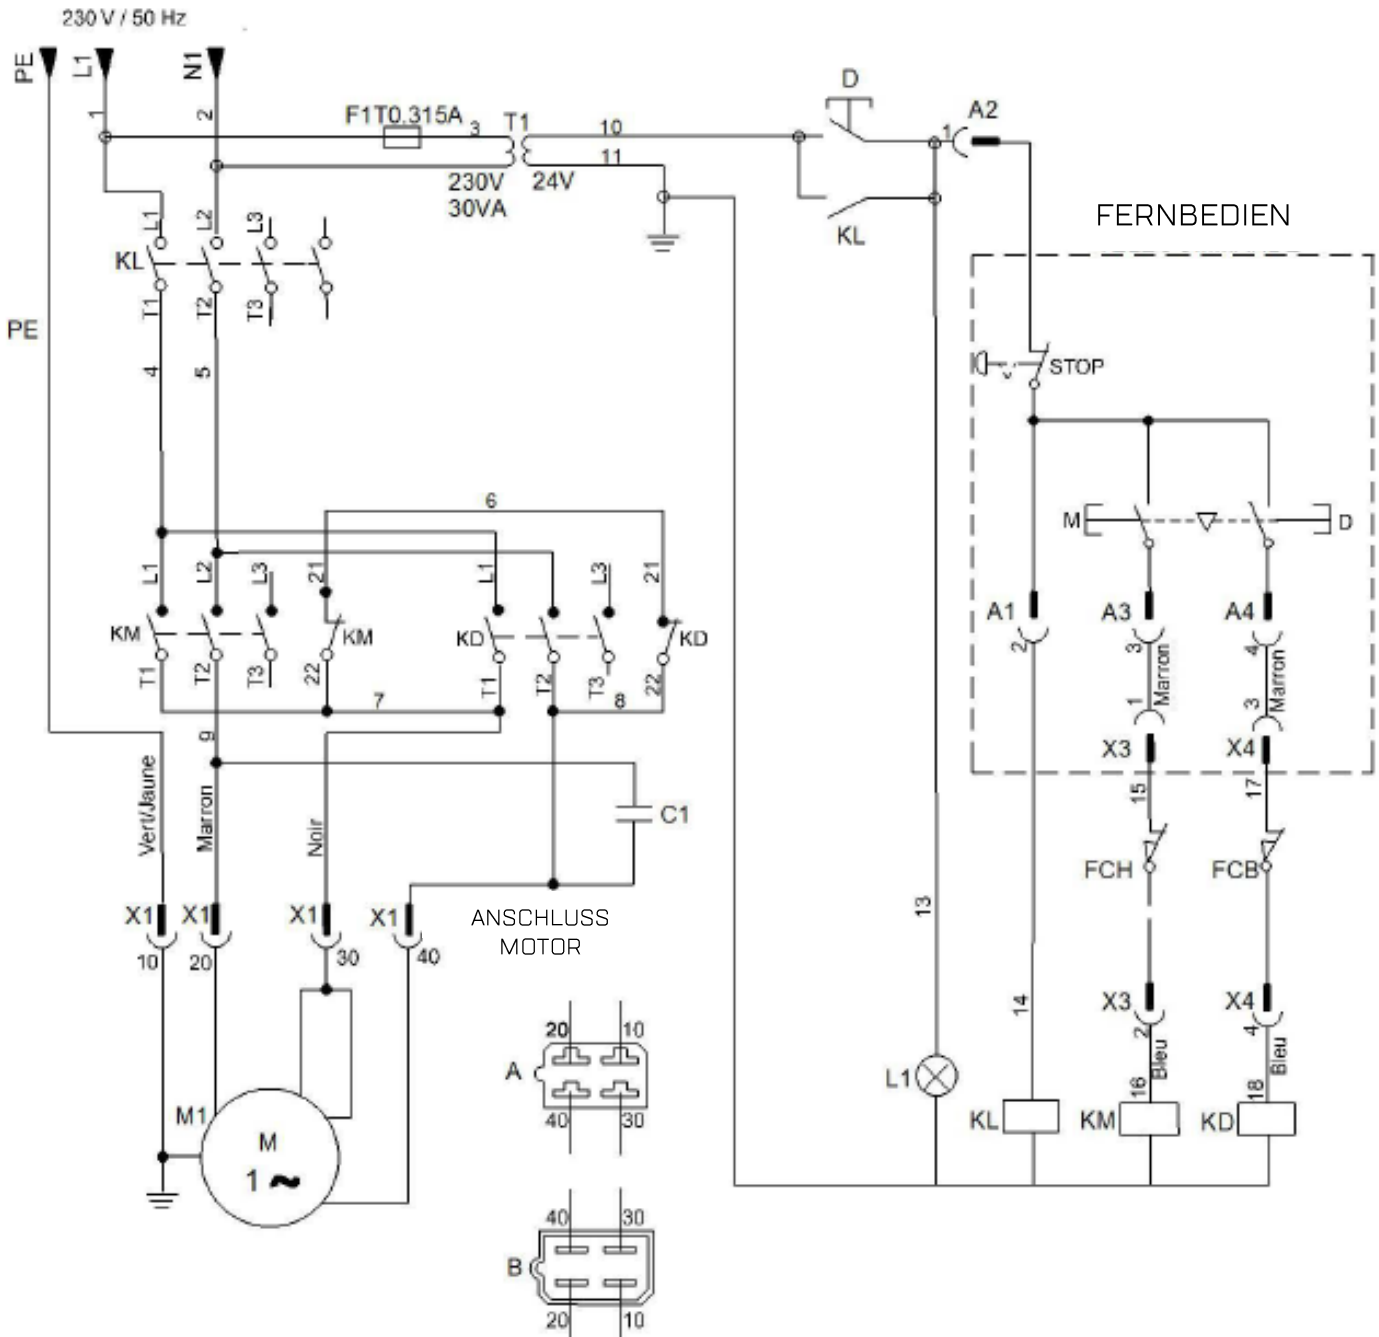 230 V / 50 Hz
PE
L1
N1
1
2
F1T0.315A
3
T1
10
11
230V
24V
30VA
D
1
A2
KL
FERNBEDIEN
L1
L2
L3
KL
T1
T2
T3
PE
4
5
STOP
6
M
D
L1
L2
L3
21
L1
L3
21
KM
KM
KD
KD
T1
T2
T3
22
T1
T2
T3
22
7
8
9
A1
A3
A4
2
3
4
Marron
Marron
1
3
X3
X4
15
17
Vert/Jaune
Marron
Noir
C1
FCH
FCB
X1
X1
X1
X1
10
20
30
40
ANSCHLUSS
MOTOR
13
14
X3
X4
2
4
Bleu
Bleu
16
18
20
10
A
40
30
L1
KL
KM
KD
M1
M
1 ~
40
30
B
20
10